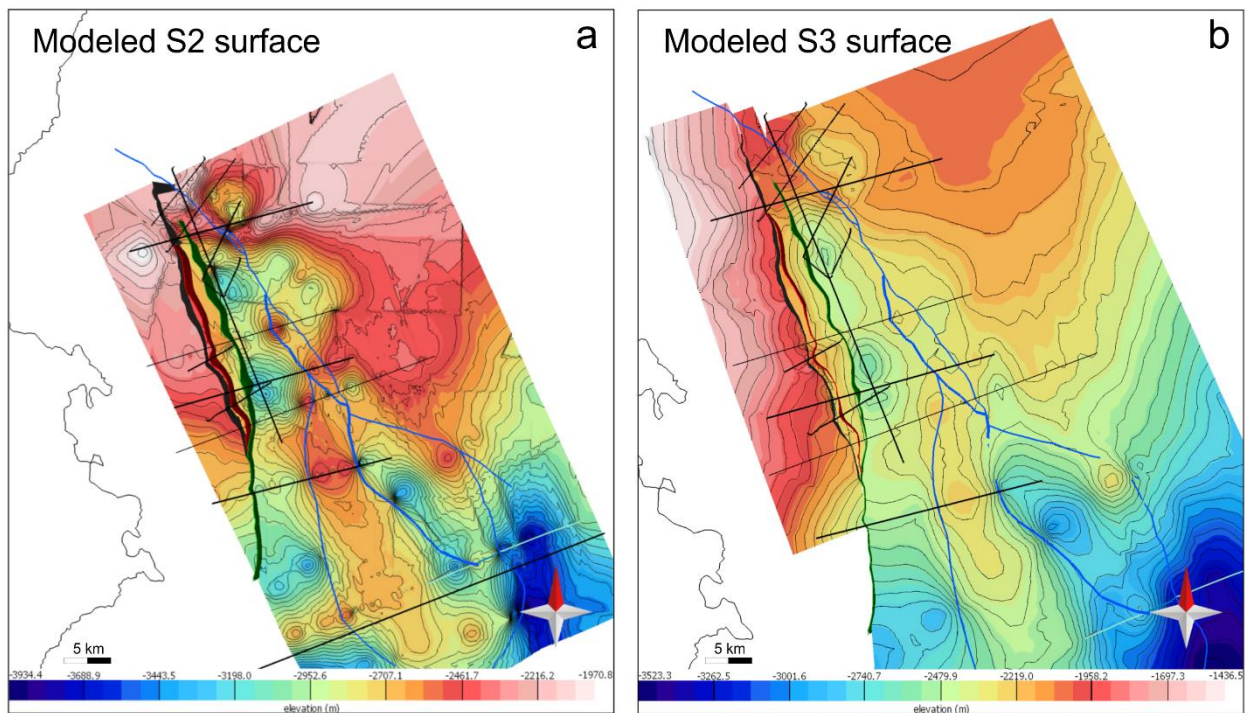 Modeled S2 surface
a
5 km
-3934.4 -3688.9 -3443.5 -3198.0 -2952.6 -2707.1 -2461.7 -2216.2 -1970.8
elevation (m)
Modeled S3 surface
b
5 km
-3523.3 -3262.5 -3001.6 -2740.7 -2479.9 -2219.0 -1958.2 -1697.3 -1436.5
elevation (m)